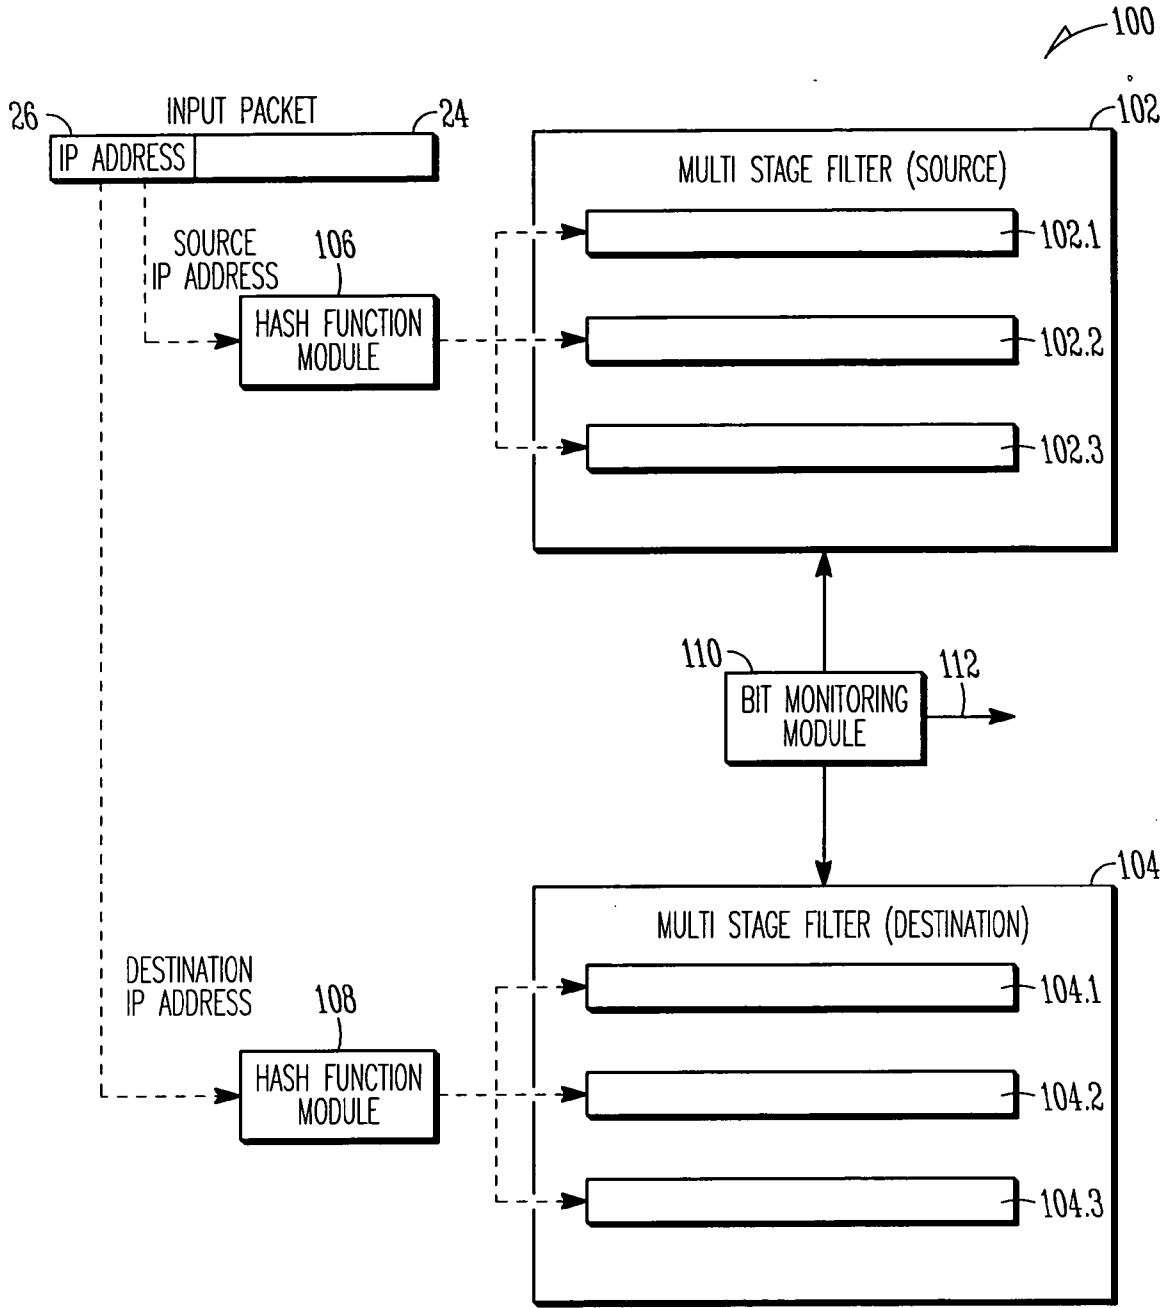 100
26
INPUT PACKET
24
102
IP ADDRESS
MULTI STAGE FILTER (SOURCE)
102.1
SOURCE
IP ADDRESS
106
HASH FUNCTION
MODULE
102.2
102.3
110
BIT MONITORING
MODULE
112
104
MULTI STAGE FILTER (DESTINATION)
DESTINATION
IP ADDRESS
104.1
108
HASH FUNCTION
MODULE
104.2
104.3